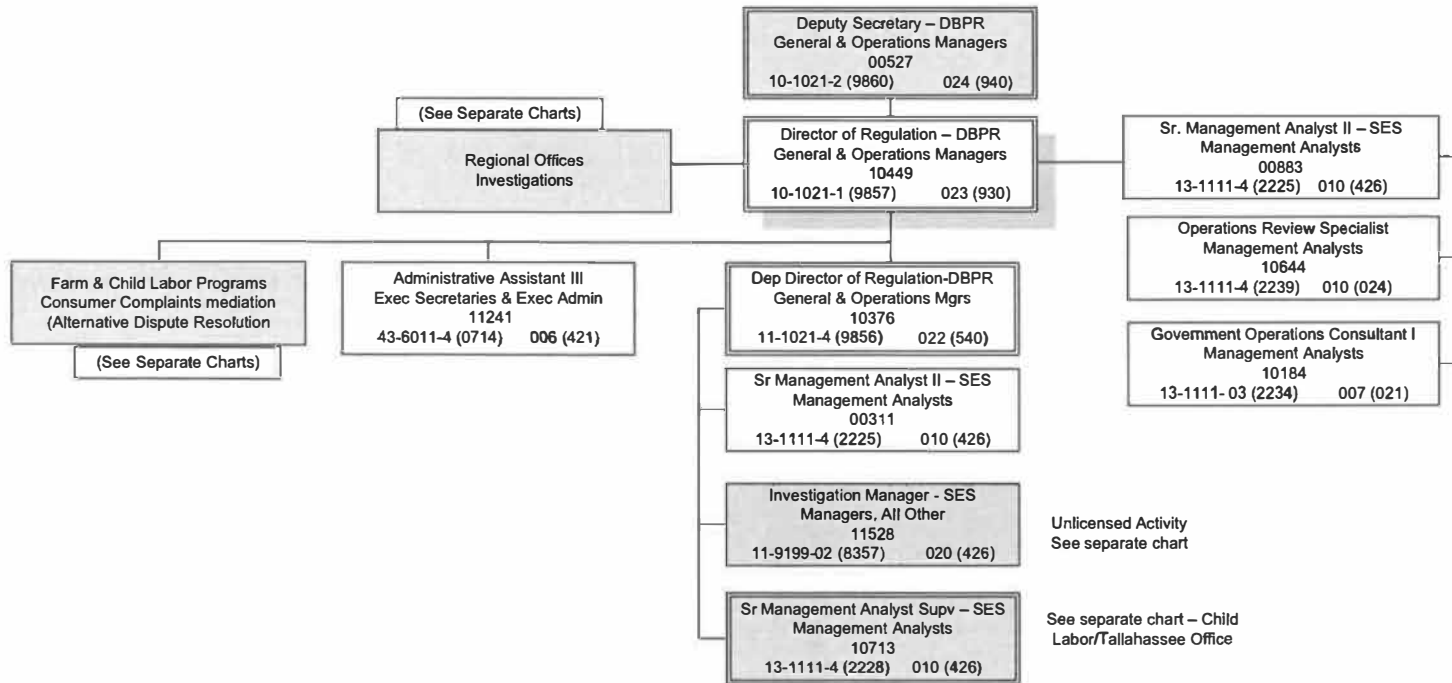 Deputy Secretary – DBPR
General & Operations Managers
00527
10-1021-2 (9860) 024 (940)
(See Separate Charts)
Regional Offices
Investigations
Director of Regulation – DBPR
General & Operations Managers
10449
10-1021-1 (9857) 023 (930)
Sr. Management Analyst II – SES
Management Analysts
00883
13-1111-4 (2225) 010 (426)
Operations Review Specialist
Management Analysts
10644
13-1111-4 (2239) 010 (024)
Government Operations Consultant I
Management Analysts
10184
13-1111- 03 (2234) 007 (021)
Farm & Child Labor Programs
Consumer Complaints mediation
(Alternative Dispute Resolution
(See Separate Charts)
Administrative Assistant III
Exec Secretaries & Exec Admin
11241
43-6011-4 (0714) 006 (421)
Dep Director of Regulation-DBPR
General & Operations Mgrs
10376
11-1021-4 (9856) 022 (540)
Sr Management Analyst II – SES
Management Analysts
00311
13-1111-4 (2225) 010 (426)
Investigation Manager - SES
Managers, All Other
11528
11-9199-02 (8357) 020 (426)
Unlicensed Activity
See separate chart
Sr Management Analyst Supv – SES
Management Analysts
10713
13-1111-4 (2228) 010 (426)
See separate chart – Child
Labor/Tallahassee Office